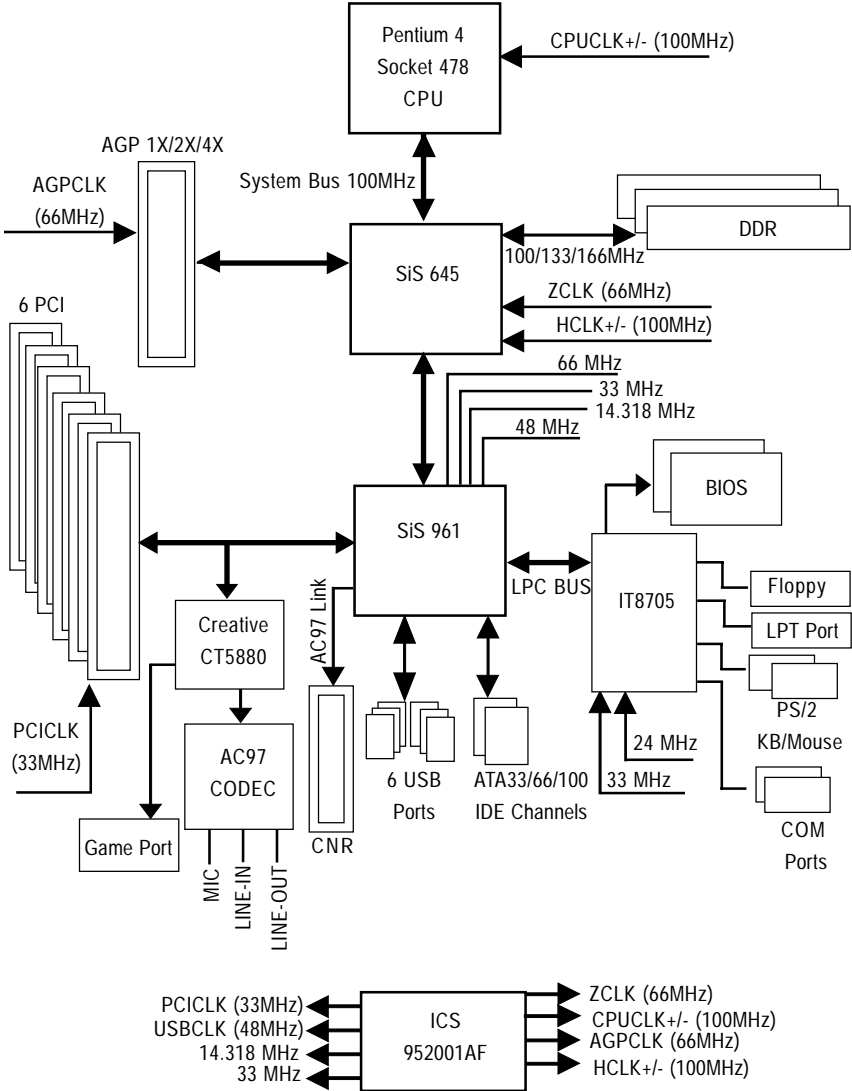 Pentium 4
Socket 478
CPU
CPUCLK+/- (100MHz)
AGP 1X/2X/4X
AGPCLK
(66MHz)
System Bus 100MHz
DDR
SiS 645
100/133/166MHz
ZCLK (66MHz)
HCLK+/- (100MHz)
6 PCI
66 MHz
33 MHz
14.318 MHz
48 MHz
BIOS
SiS 961
LPC BUS
IT8705
Floppy
LPT Port
PS/2
KB/Mouse
AC97 Link
Creative
CT5880
PCICLK
(33MHz)
AC97
CODEC
6 USB
Ports
ATA33/66/100
IDE Channels
24 MHz
33 MHz
COM
Ports
Game Port
CNR
MIC
LINE-IN
LINE-OUT
PCICLK (33MHz)
USBCLK (48MHz)
14.318 MHz
33 MHz
ICS
952001AF
ZCLK (66MHz)
CPUCLK+/- (100MHz)
AGPCLK (66MHz)
HCLK+/- (100MHz)